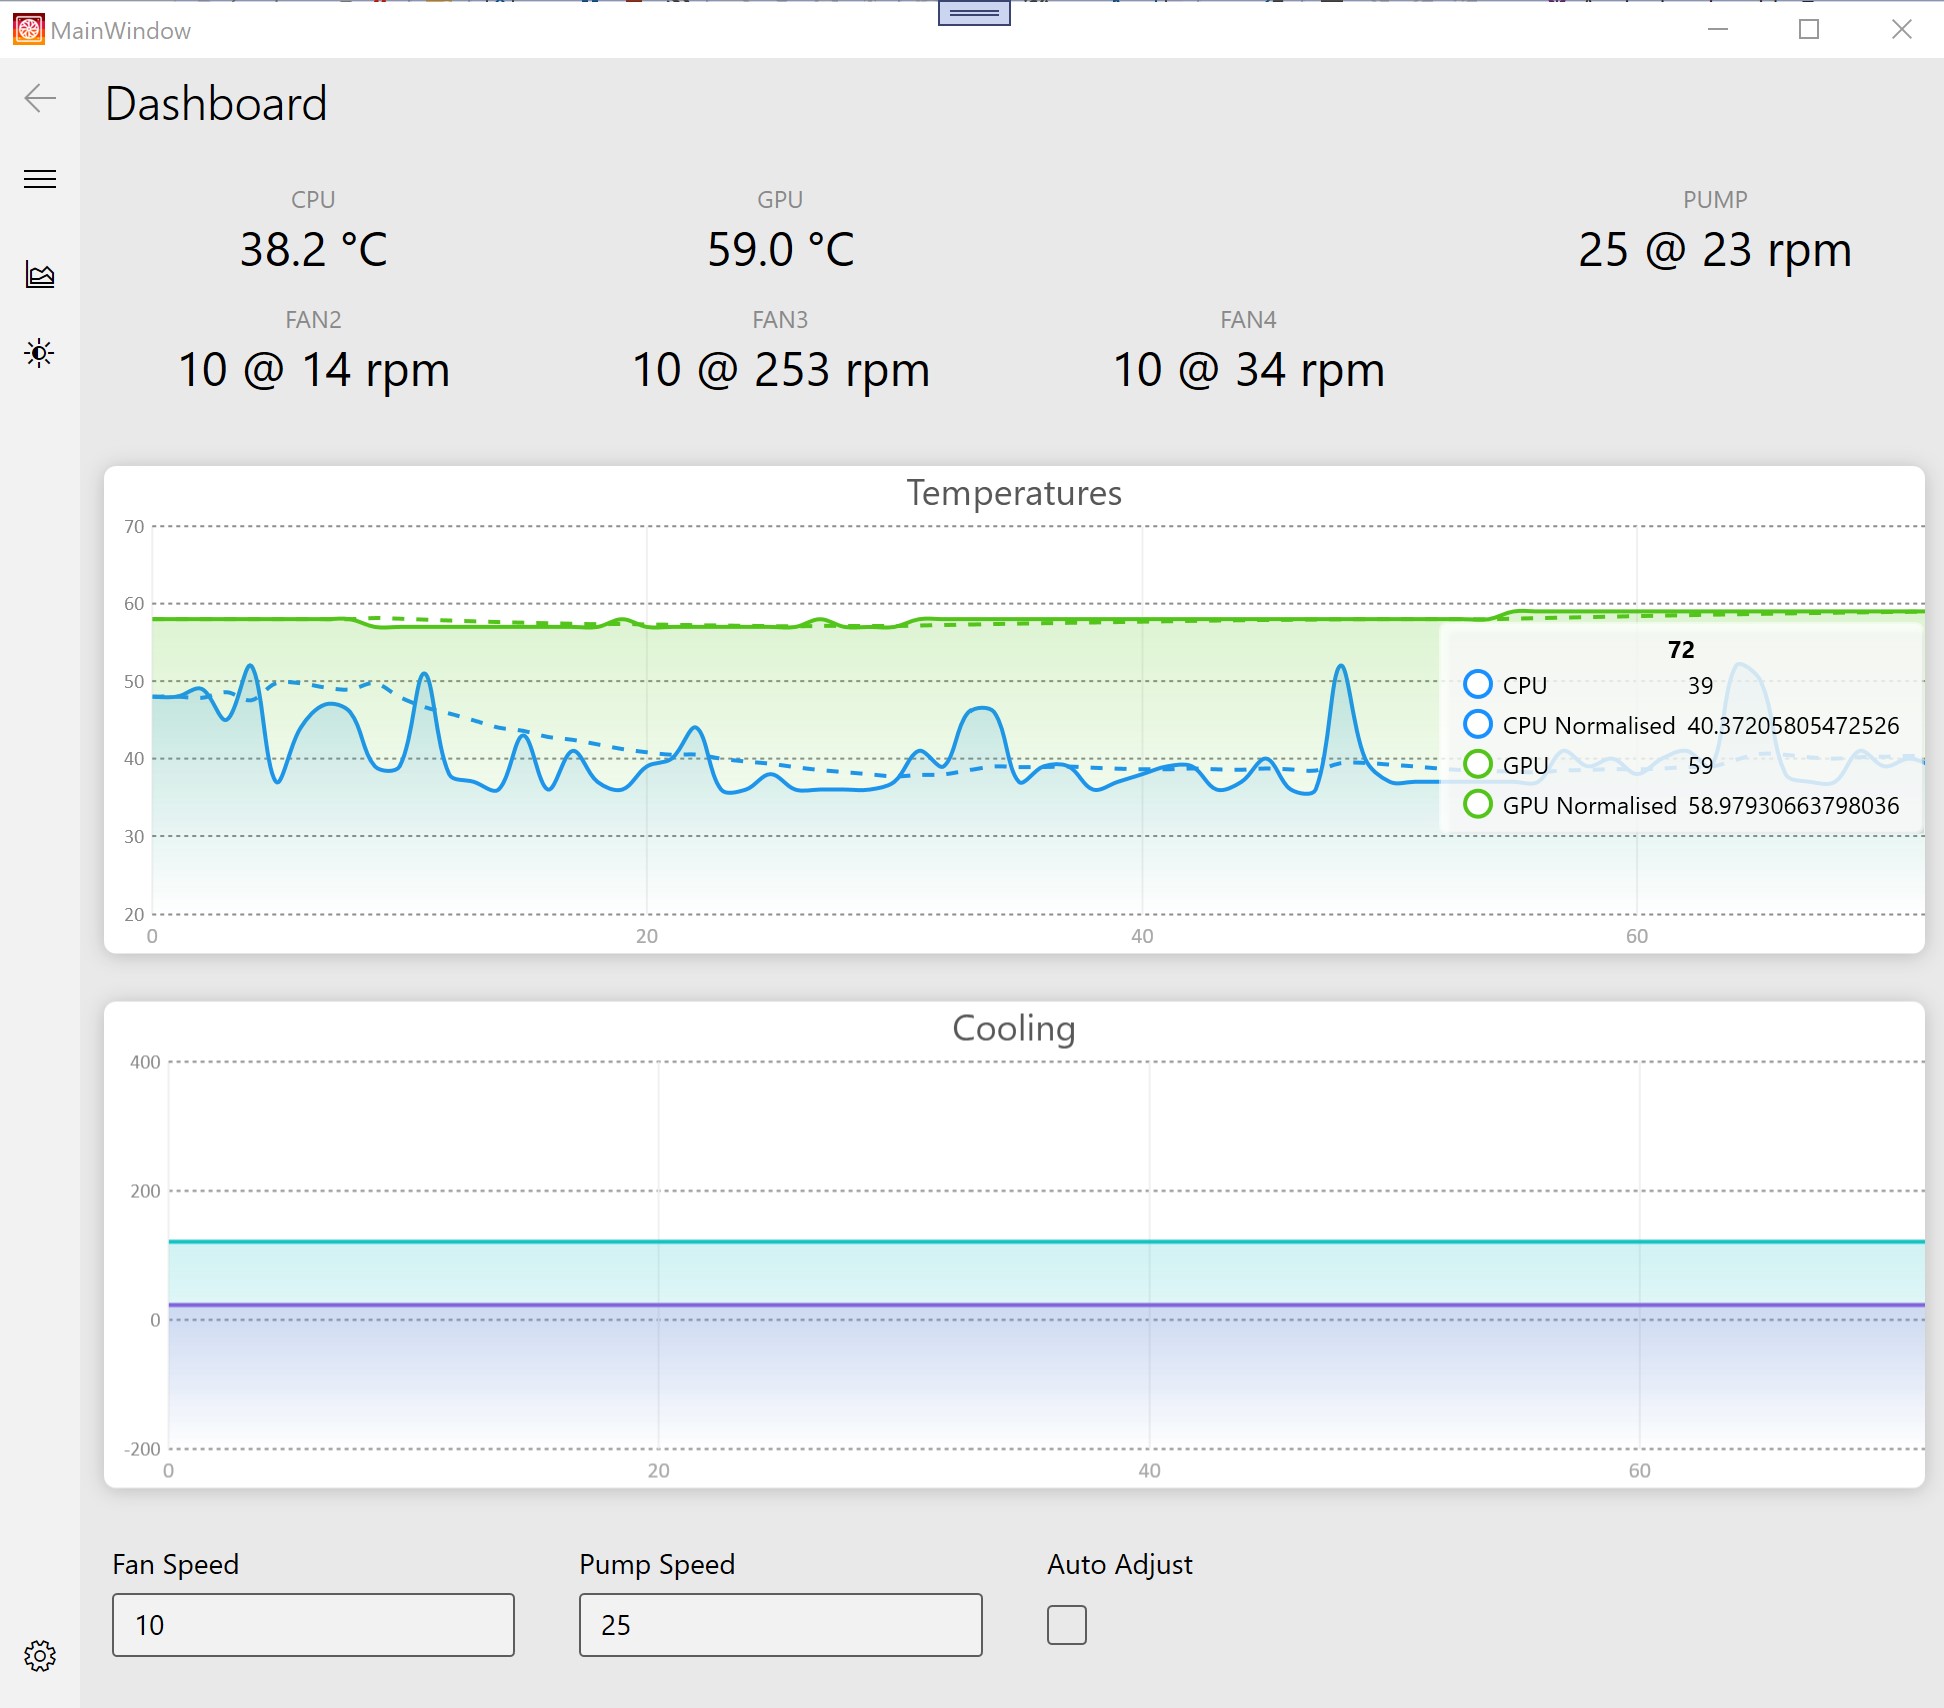 MainWindow
Dashboard
CPU GPU PUMP
38.2 °C 59.0 °C 25 @ 23 rpm
FAN2 FAN3 FAN4
10 @ 14 rpm 10 @ 253 rpm 10 @ 34 rpm
Temperatures
70
60
50
40
30
20
0 20 40 60
72
CPU 39
CPU Normalised 40.37205805472526
GPU 59
GPU Normalised 58.97930663798036
Cooling
400
200
0
-200
0 20 40 60
Fan Speed Pump Speed Auto Adjust
10 25